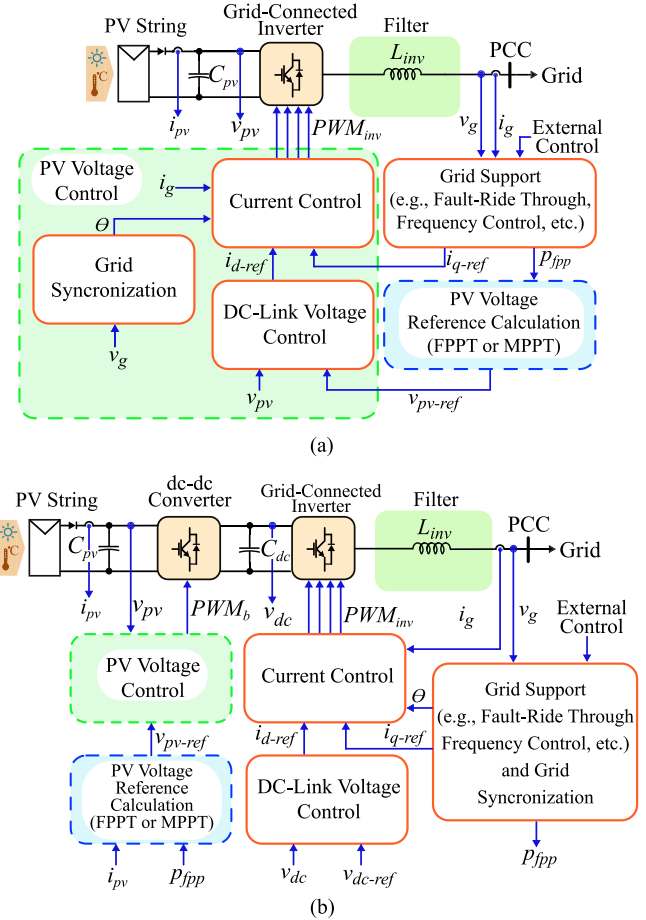 Grid-Connected
Inverter
PV String
Filter
L_inv
PCC
°C
C_pv
Grid
i_pv
v_pv
PWM_inv
v_g
i_g
External
Control
PV Voltage
Control
i_g
Current Control
Grid Support
(e.g., Fault-Ride Through,
Frequency Control, etc.)
Θ
Grid
Syncronization
i_d-ref
i_q-ref
p_fpp
DC-Link Voltage
Control
PV Voltage
Reference Calculation
(FPPT or MPPT)
v_g
v_pv
v_pv-ref
(a)
dc-dc
Converter
Grid-Connected
Inverter
PV String
Filter
L_inv
PCC
°C
C_pv
C_dc
Grid
i_pv
v_pv
PWM_b
v_dc
PWM_inv
i_g
v_g
External
Control
PV Voltage
Control
Current Control
Θ
Grid Support
(e.g., Fault-Ride Through
Frequency Control, etc.)
and Grid
Syncronization
v_pv-ref
i_d-ref
i_q-ref
PV Voltage
Reference
Calculation
(FPPT or MPPT)
DC-Link Voltage
Control
i_pv
p_fpp
v_dc
v_dc-ref
p_fpp
(b)